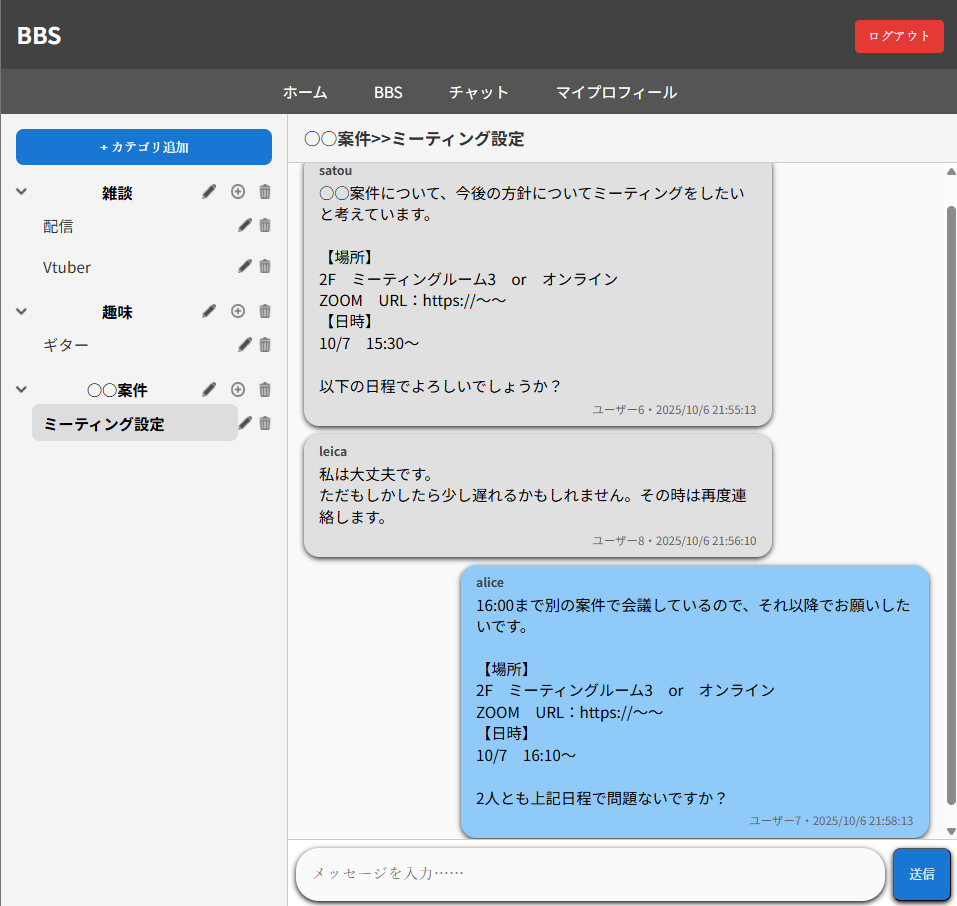 BBS
ログアウト
ホーム
BBS
チャット
マイプロフィール
+ カテゴリ追加
雑談
配信
Vtuber
趣味
ギター
〇〇案件
ミーティング設定
〇〇案件>>ミーティング設定
satou
〇〇案件について、今後の方針についてミーティングをしたい
と考えています。
【場所】
2F　ミーティングルーム3　or　オンライン
ZOOM　URL：https://～～
【日時】
10/7　15:30～
以下の日程でよろしいでしょうか？
ユーザー6・2025/10/6 21:55:13
leica
私は大丈夫です。
ただもしかしたら少し遅れるかもしれません。その時は再度連
絡します。
ユーザー8・2025/10/6 21:56:10
alice
16:00まで別の案件で会議しているので、それ以降でお願いした
いです。
【場所】
2F　ミーティングルーム3　or　オンライン
ZOOM　URL：https://～～
【日時】
10/7　16:10～
2人とも上記日程で問題ないですか？
ユーザー7・2025/10/6 21:58:13
メッセージを入力……
送信